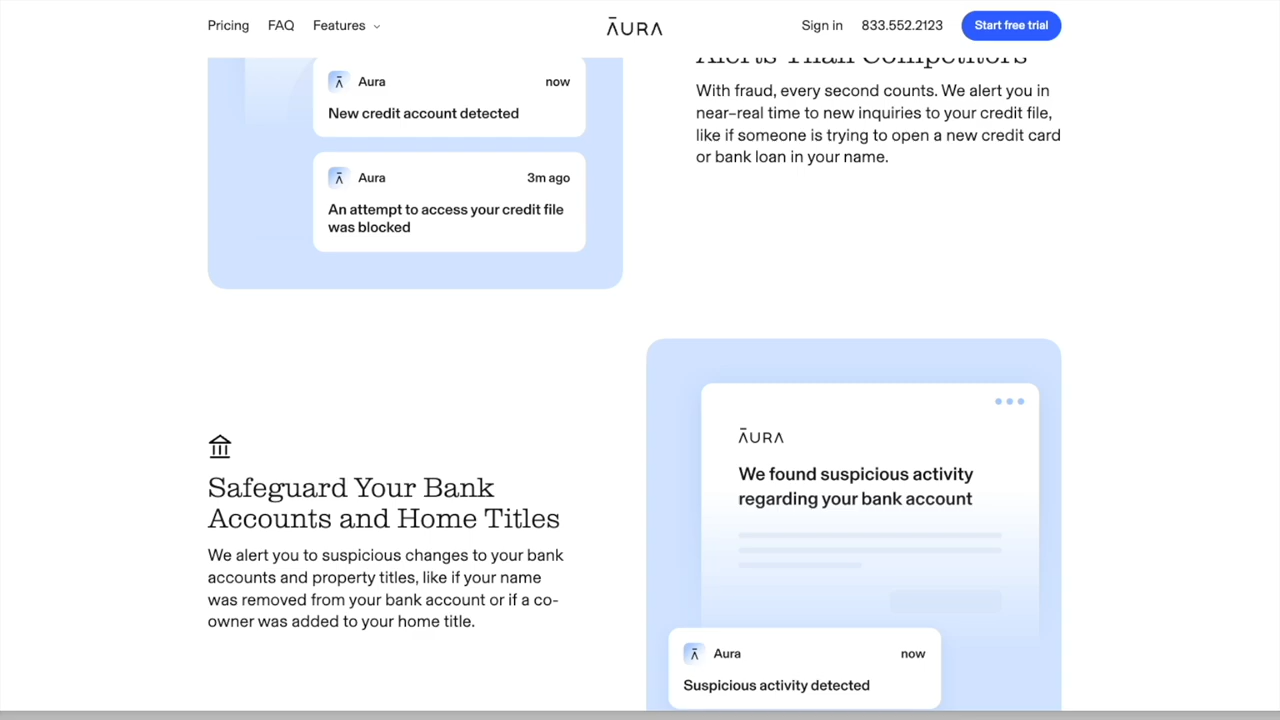 Pricing FAQ Features
ĀURA
Sign in 833.552.2123 Start free trial
Aura now
New credit account detected
Aura 3m ago
An attempt to access your credit file
was blocked
Alerts Than Competitors
With fraud, every second counts. We alert you in
near–real time to new inquiries to your credit file,
like if someone is trying to open a new credit card
or bank loan in your name.
Safeguard Your Bank
Accounts and Home Titles
We alert you to suspicious changes to your bank
accounts and property titles, like if your name
was removed from your bank account or if a co-
owner was added to your home title.
ĀURA
We found suspicious activity
regarding your bank account
Aura now
Suspicious activity detected